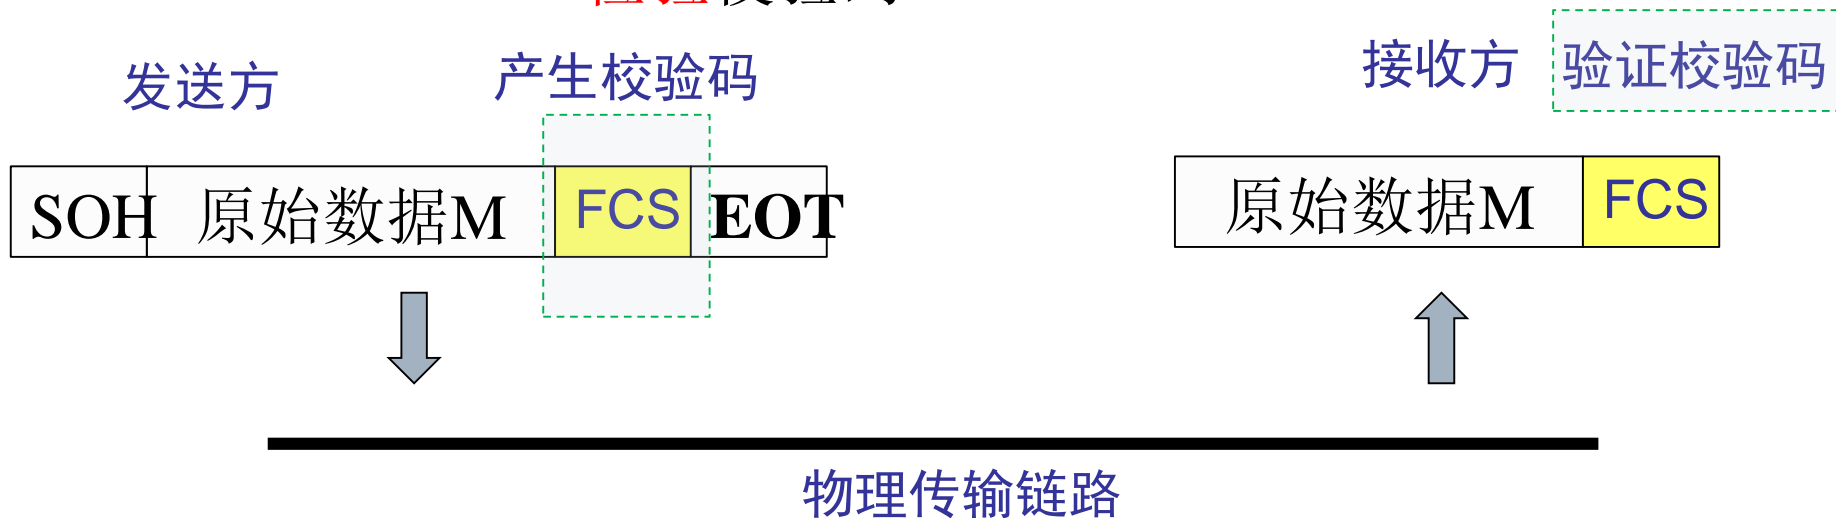 发送方
产生校验码
接收方
验证校验码
SOH 原始数据M FCS EOT
原始数据M FCS
物理传输链路